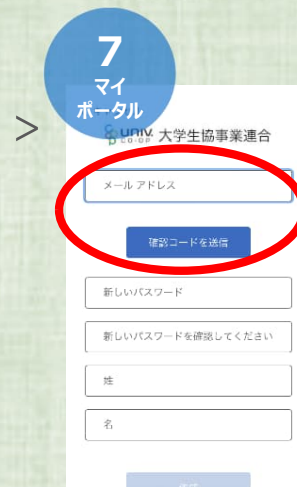 7
マイ
ポータル
>
univ.
CO-OP
大学生協事業連合
メール アドレス
確認コードを送信
新しいパスワード
新しいパスワードを確認してください
姓
名